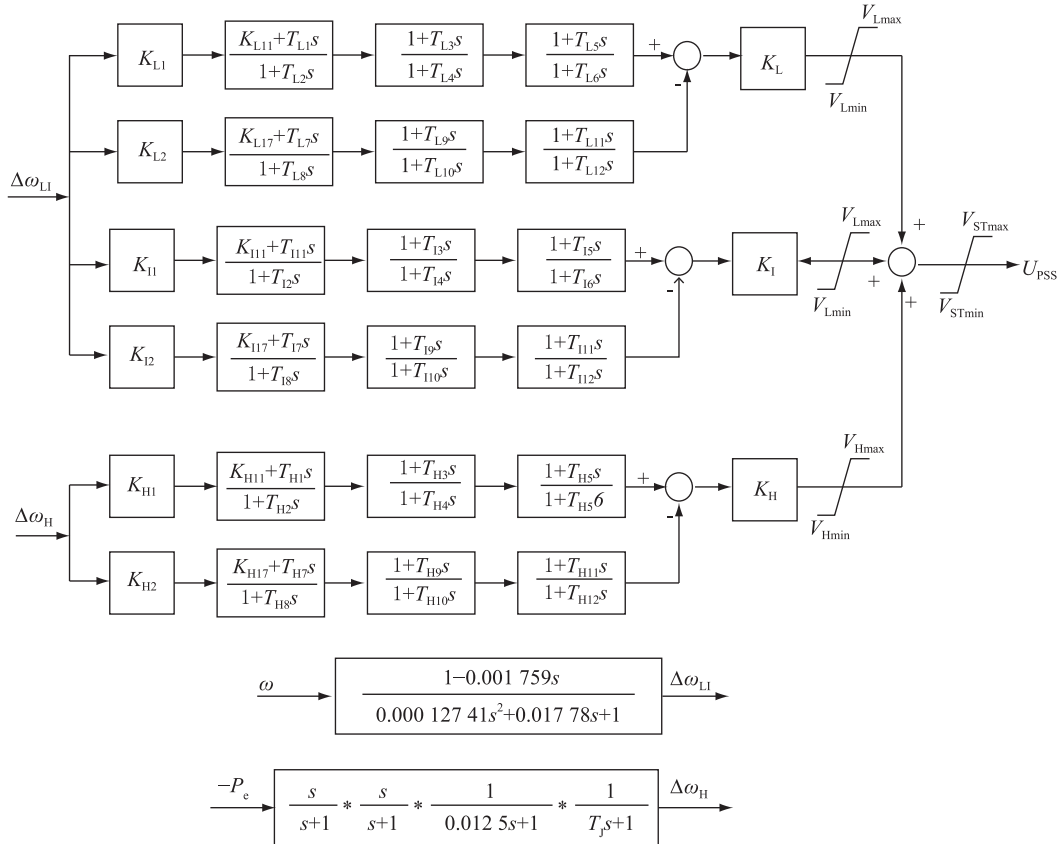 V_Lmax
K_L1
K_L11+T_L1s
1+T_L2s
1+T_L3s
1+T_L4s
1+T_L5s
1+T_L6s
+
-
K_L
V_Lmin
K_L2
K_L17+T_L7s
1+T_L8s
1+T_L9s
1+T_L10s
1+T_L11s
1+T_L12s
Δω_LI
K_I1
K_I11+T_I11s
1+T_I2s
1+T_I3s
1+T_I4s
1+T_I5s
1+T_I6s
+
-
K_I
V_Lmax
V_Lmin
+
+
+
V_STmax
V_STmin
U_PSS
K_I2
K_I17+T_I7s
1+T_I8s
1+T_I9s
1+T_I10s
1+T_I11s
1+T_I12s
K_H1
K_H11+T_H1s
1+T_H2s
1+T_H3s
1+T_H4s
1+T_H5s
1+T_H56
+
-
K_H
V_Hmax
V_Hmin
Δω_H
K_H2
K_H17+T_H7s
1+T_H8s
1+T_H9s
1+T_H10s
1+T_H11s
1+T_H12s
ω
1−0.001 759s
0.000 127 41s²+0.017 78s+1
Δω_LI
−P_e
s
s+1
*
s
s+1
*
1
0.012 5s+1
*
1
T_Js+1
Δω_H